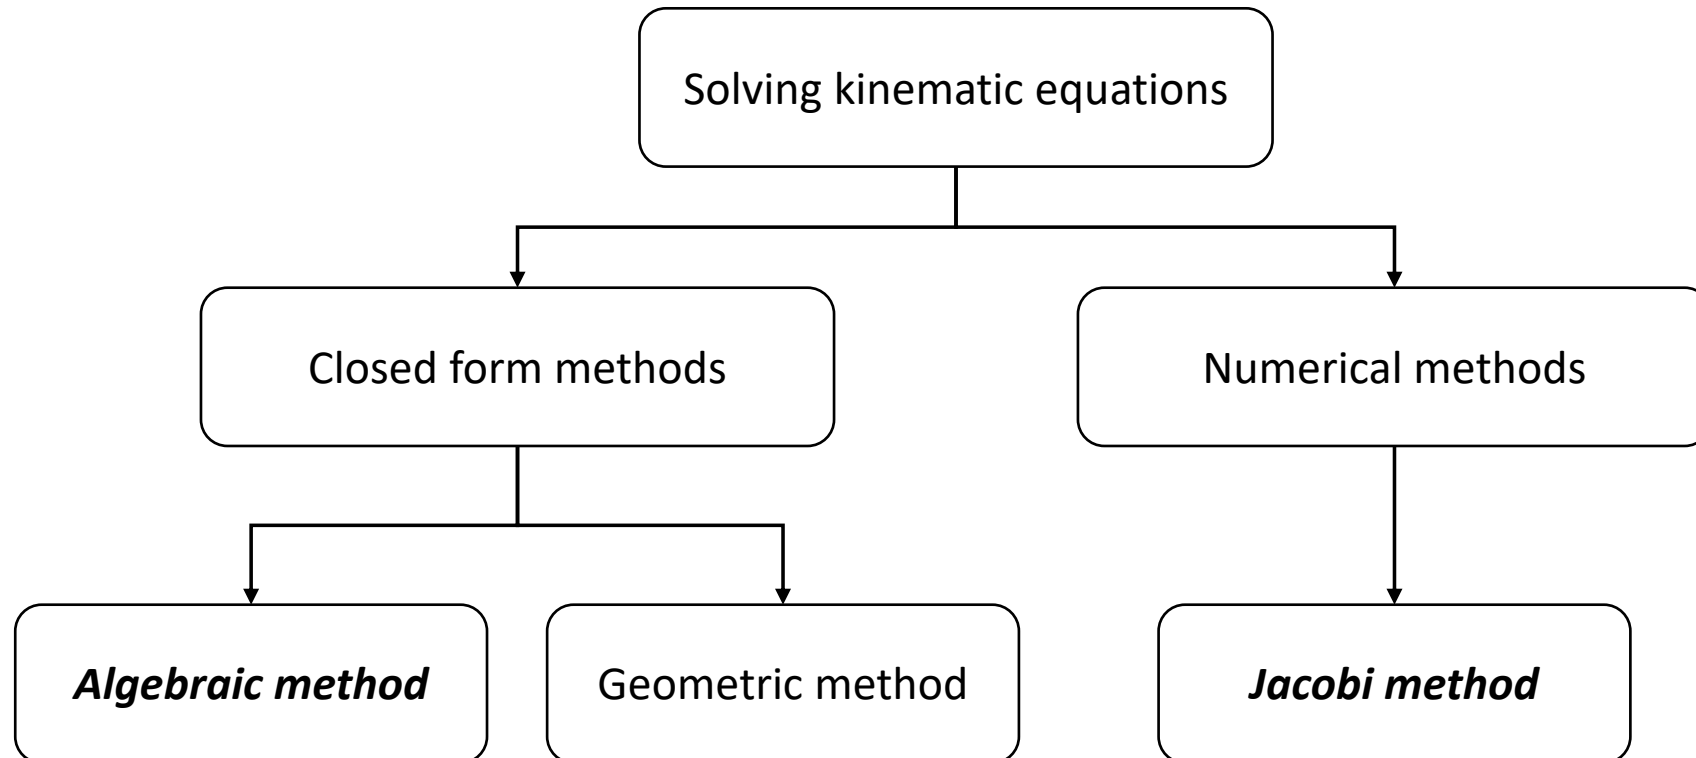 Solving kinematic equations
Closed form methods
Numerical methods
Algebraic method
Geometric method
Jacobi method